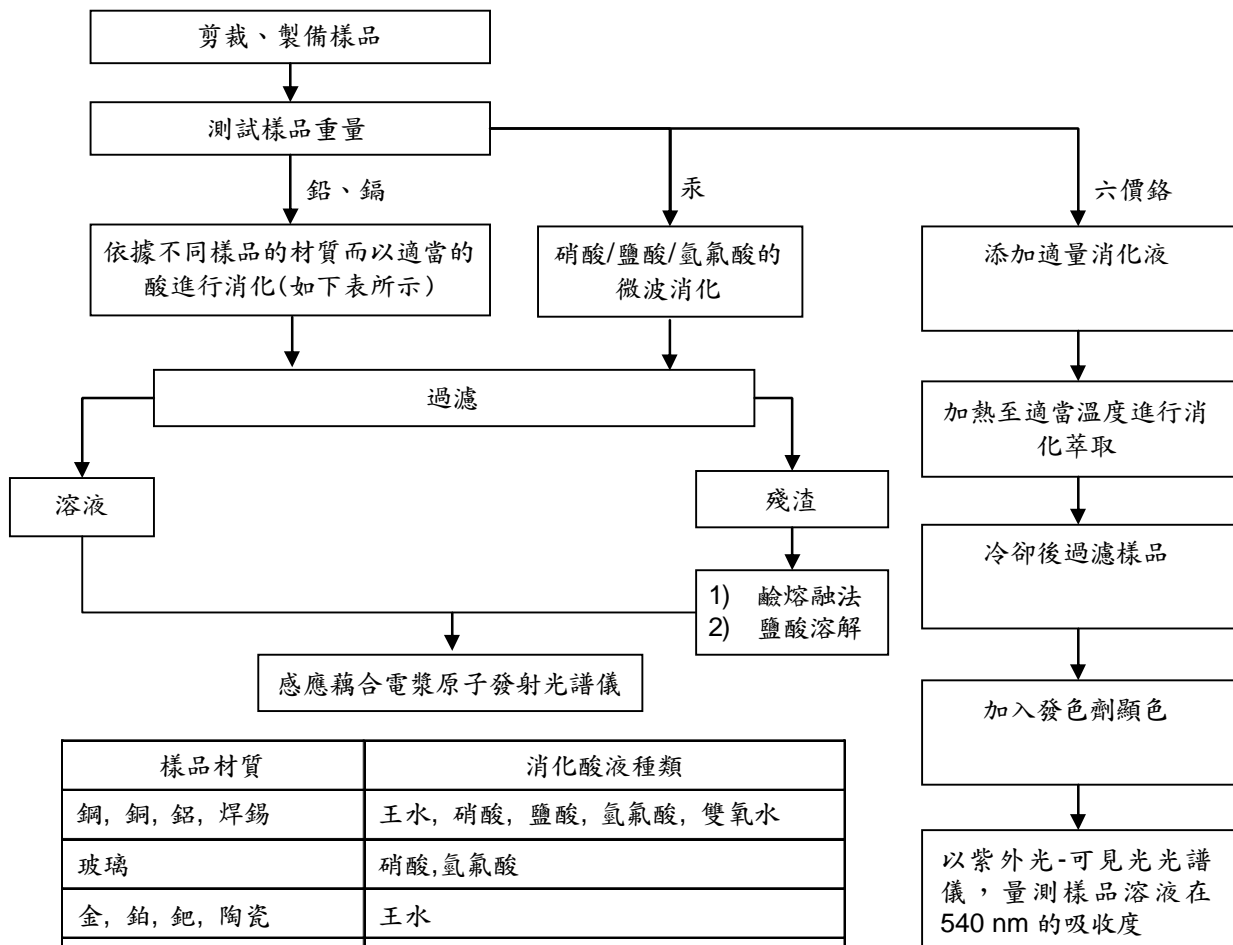 剪裁、製備樣品
測試樣品重量
鉛、鎘
汞
六價鉻
依據不同樣品的材質而以適當的
酸進行消化(如下表所示)
硝酸/鹽酸/氫氟酸的
微波消化
添加適量消化液
過濾
加熱至適當溫度進行消
化萃取
溶液
殘渣
冷卻後過濾樣品
1) 鹼熔融法
2) 鹽酸溶解
感應藕合電漿原子發射光譜儀
加入發色劑顯色
樣品材質 消化酸液種類
鋼, 銅, 鋁, 焊錫 王水, 硝酸, 鹽酸, 氫氟酸, 雙氧水
玻璃 硝酸,氫氟酸
金, 鉑, 鈀, 陶瓷 王水
以紫外光-可見光光譜
儀，量測樣品溶液在
540 nm 的吸收度